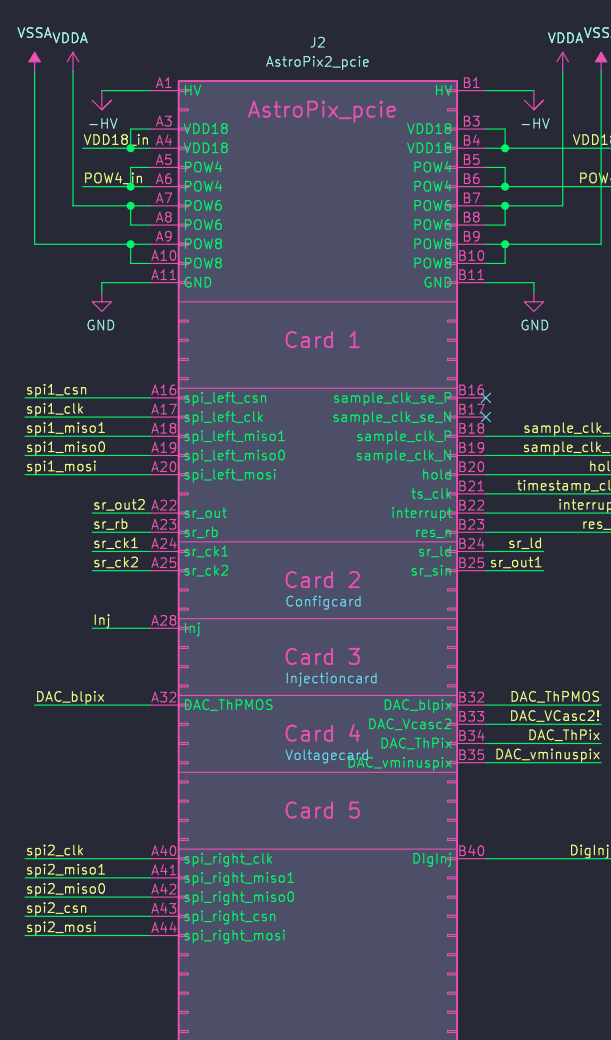 J2
AstroPix2_pcie
VSSA
VDDA
VDDA
A1
HV
HV
B1
AstroPix_pcie
-HV
-HV
A3
VDD18
VDD18
B3
VDD18_in
A4
VDD18
VDD18
B4
A5
POW4
POW4
B5
POW4_in
A6
POW4
POW4
B6
A7
POW6
POW6
B7
A8
POW6
POW6
B8
A9
POW8
POW8
B9
A10
POW8
POW8
B10
A11
GND
GND
B11
GND
GND
Card 1
spi1_csn
A16
spi_left_csn
sample_clk_se_P
B16
spi1_clk
A17
spi_left_clk
sample_clk_se_N
B17
spi1_miso1
A18
spi_left_miso1
sample_clk_P
B18
sample_clk_
spi1_miso0
A19
spi_left_miso0
sample_clk_N
B19
sample_clk_
spi1_mosi
A20
spi_left_mosi
hold
B20
ts_clk
B21
sr_out2
A22
sr_out
interrupt
B22
sr_rb
A23
sr_rb
res_n
B23
res_
sr_ck1
A24
sr_ck1
sr_ld
B24
sr_ld
sr_ck2
A25
sr_ck2
sr_sin
B25
sr_out1
Card 2
Configcard
Inj
A28
Inj
Card 3
Injectioncard
DAC_blpix
A32
DAC_ThPMOS
DAC_blpix
B32
DAC_ThPMOS
DAC_Vcasc2
B33
DAC_VCasc2!
Card 4
DAC_ThPix
B34
DAC_ThPix
Voltagecard
DAC_vminuspix
B35
DAC_vminuspix
Card 5
spi2_clk
A40
spi_right_clk
DIgInj
B40
DigInj
spi2_miso1
A41
spi_right_miso1
spi2_miso0
A42
spi_right_miso0
spi2_csn
A43
spi_right_csn
spi2_mosi
A44
spi_right_mosi